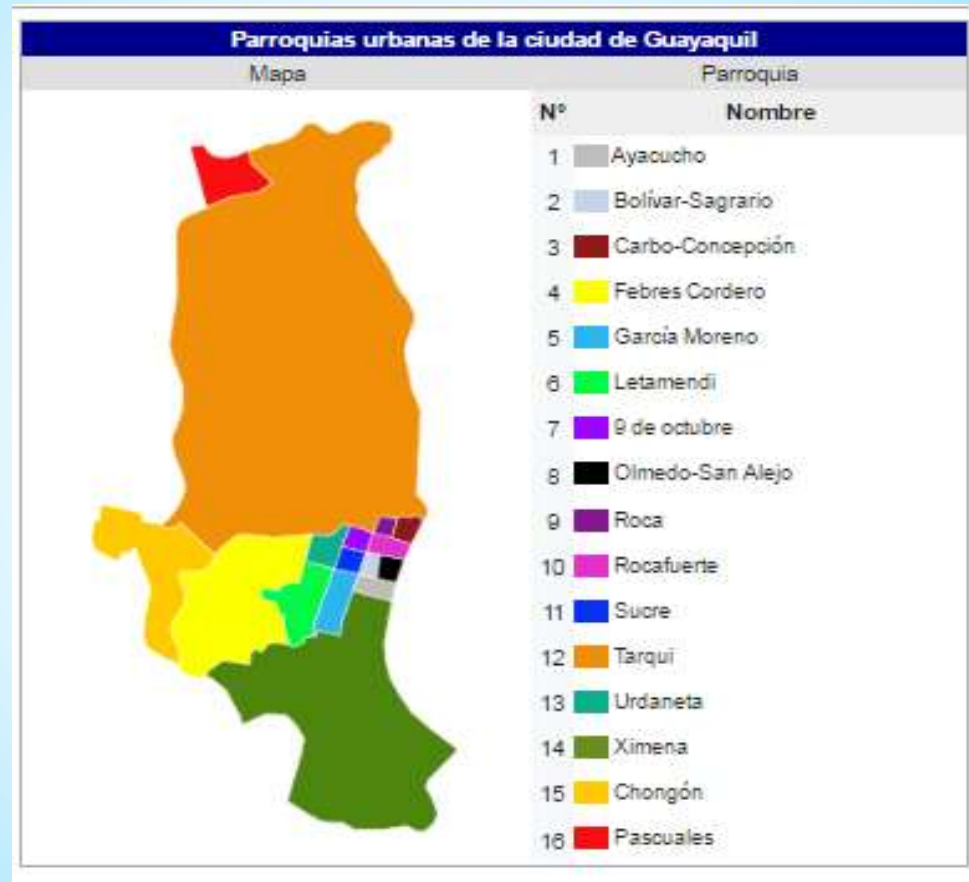 Parroquias urbanas de la ciudad de Guayaquil
Mapa Parroquia
N° Nombre
1 Ayacucho
2 Bolívar-Sagrario
3 Carbo-Concepción
4 Febres Cordero
5 García Moreno
6 Letamendi
7 9 de octubre
8 Olmedo-San Alejo
9 Roca
10 Rocafuerte
11 Sucre
12 Tarqui
13 Urdaneta
14 Ximena
15 Chongón
16 Pascuales